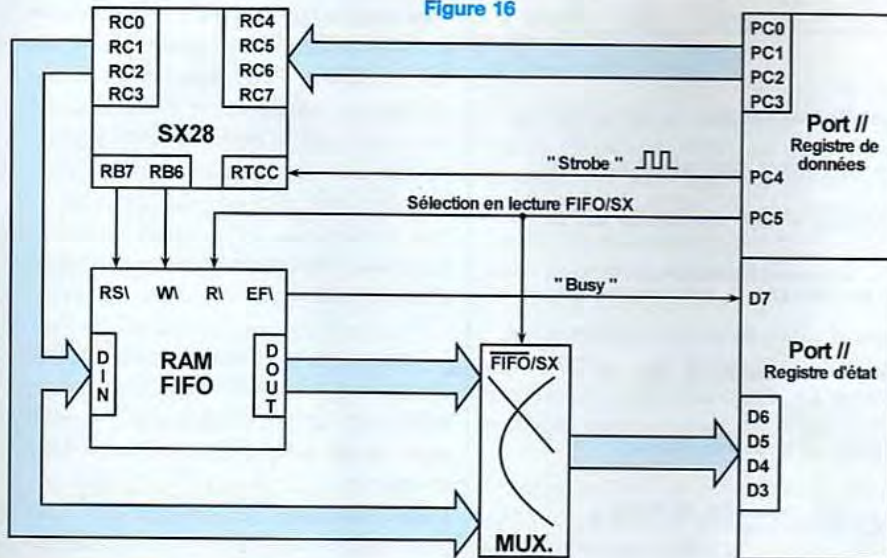 Figure 16
RC0
RC1
RC2
RC3
RC4
RC5
RC6
RC7
SX28
RB7 RB6
RTCC
PC0
PC1
PC2
PC3
Port //
Registre de
données
PC4
PC5
"Strobe"
Sélection en lecture FIFO/SX
RS\ W\ R\ EF\
"Busy"
D7
DIN
RAM
FIFO
DOUT
FIFO/SX
MUX.
Port //
Registre d'état
D6
D5
D4
D3